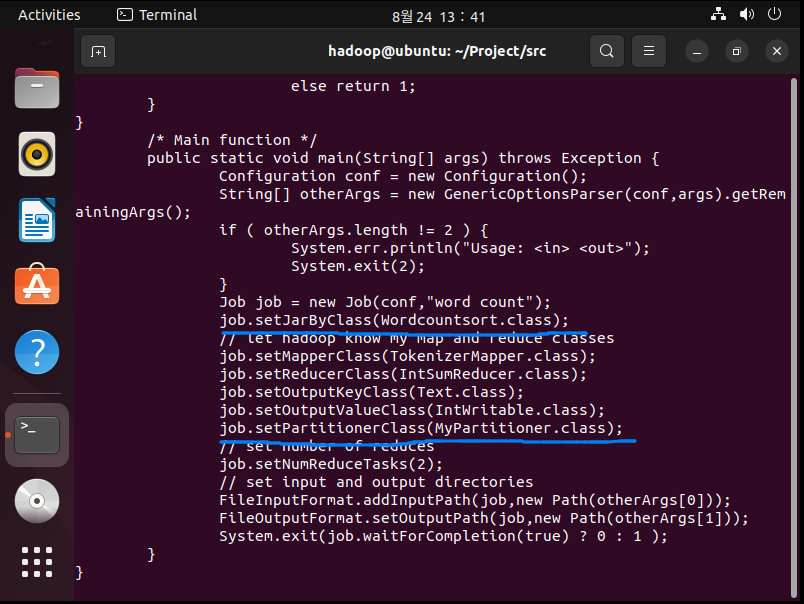 Activities
Terminal
8월 24 13：41
hadoop@ubuntu: ~/Project/src
else return 1;
}
}
/* Main function */
public static void main(String[] args) throws Exception {
Configuration conf = new Configuration();
String[] otherArgs = new GenericOptionsParser(conf,args).getRem
ainingArgs();
if ( otherArgs.length != 2 ) {
System.err.println("Usage: <in> <out>");
System.exit(2);
}
Job job = new Job(conf,"word count");
job.setJarByClass(Wordcountsort.class);
// let hadoop know my map and reduce classes
job.setMapperClass(TokenizerMapper.class);
job.setReducerClass(IntSumReducer.class);
job.setOutputKeyClass(Text.class);
job.setOutputValueClass(IntWritable.class);
job.setPartitionerClass(MyPartitioner.class);
// set number of reduces
job.setNumReduceTasks(2);
// set input and output directories
FileInputFormat.addInputPath(job,new Path(otherArgs[0]));
FileOutputFormat.setOutputPath(job,new Path(otherArgs[1]));
System.exit(job.waitForCompletion(true) ? 0 : 1 );
}
}